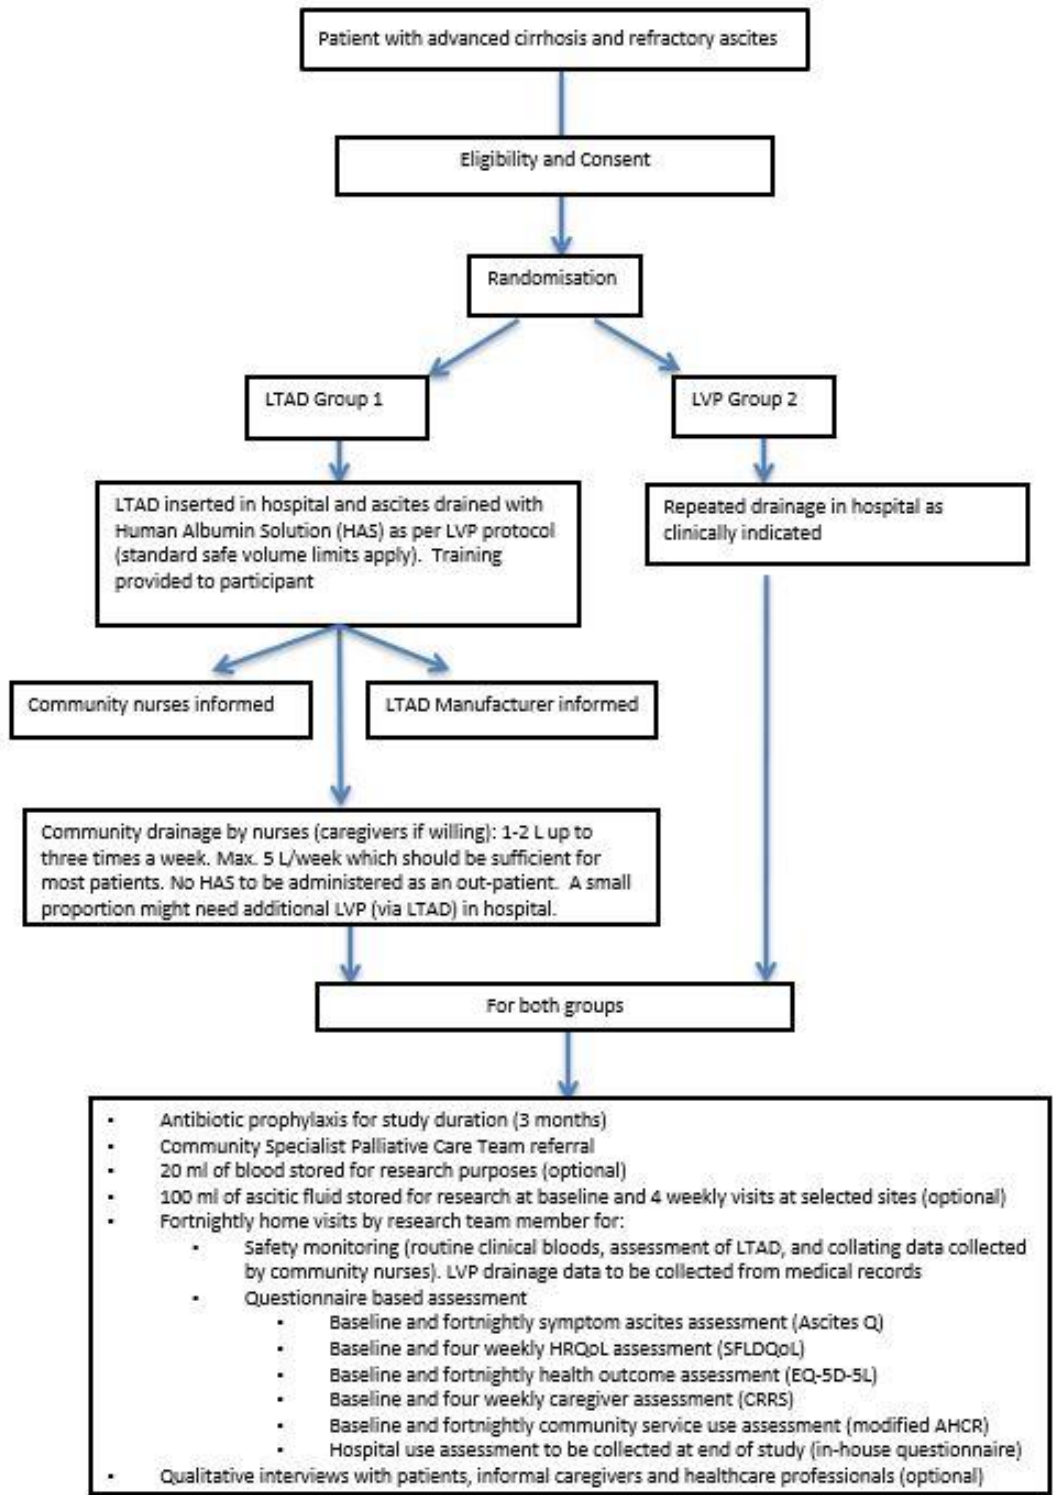 Patient with advanced cirrhosis and refractory ascites
Eligibility and Consent
Randomisation
LTAD Group 1
LVP Group 2
LTAD inserted in hospital and ascites drained with
Human Albumin Solution (HAS) as per LVP protocol
(standard safe volume limits apply).  Training
provided to participant
Repeated drainage in hospital as
clinically indicated
Community nurses informed
LTAD Manufacturer informed
Community drainage by nurses (caregivers if willing): 1-2 L up to
three times a week. Max. 5 L/week which should be sufficient for
most patients. No HAS to be administered as an out-patient.  A small
proportion might need additional LVP (via LTAD) in hospital.
For both groups
▪ Antibiotic prophylaxis for study duration (3 months)
▪ Community Specialist Palliative Care Team referral
▪ 20 ml of blood stored for research purposes (optional)
▪ 100 ml of ascitic fluid stored for research at baseline and 4 weekly visits at selected sites (optional)
▪ Fortnightly home visits by research team member for:
▪ Safety monitoring (routine clinical bloods, assessment of LTAD, and collating data collected
by community nurses). LVP drainage data to be collected from medical records
▪ Questionnaire based assessment
▪ Baseline and fortnightly symptom ascites assessment (Ascites Q)
▪ Baseline and four weekly HRQoL assessment (SFLDQoL)
▪ Baseline and fortnightly health outcome assessment (EQ-5D-5L)
▪ Baseline and four weekly caregiver assessment (CRRS)
▪ Baseline and fortnightly community service use assessment (modified AHCR)
▪ Hospital use assessment to be collected at end of study (in-house questionnaire)
▪ Qualitative interviews with patients, informal caregivers and healthcare professionals (optional)